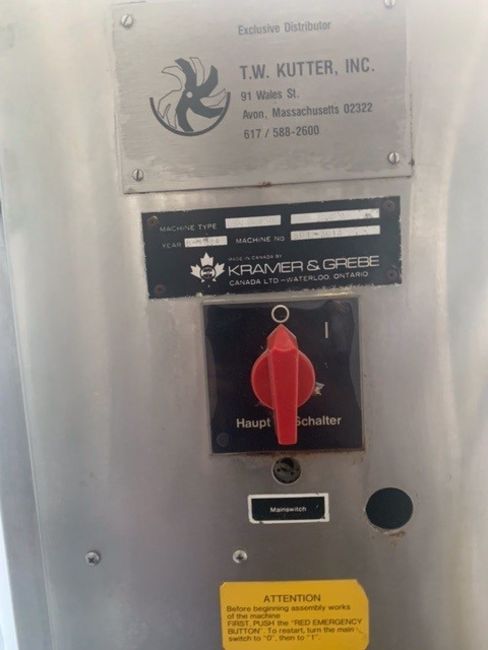 Exclusive Distributor
T.W. KUTTER, INC.
91 Wales St.
Avon, Massachusetts 02322
617 / 588-2600
MACHINE TYPE
YEAR MACHINE NO
MADE IN CANADA BY
KRAMER & GREBE
CANADA LTD – WATERLOO, ONTARIO
O
I
Haupt Schalter
Mainswitch
ATTENTION
Before beginning assembly works
of the machine
FIRST, PUSH the "RED EMERGENCY
BUTTON". To restart, turn the main
switch to "0", then to "1".